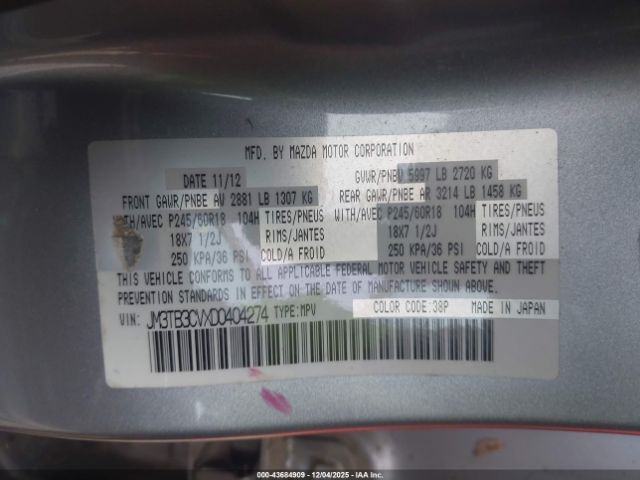 MFD. BY MAZDA MOTOR CORPORATION
DATE 11/12 GVWR/PNBV 5997 LB 2720 KG
FRONT GAWR/PNBE AV 2881 LB 1307 KG REAR GAWR/PNBE AR 3214 LB 1458 KG
WITH/AVEC P245/60R18 104H TIRES/PNEUS WITH/AVEC P245/60R18 104H TIRES/PNEUS
18X7 1/2J RIMS/JANTES 18X7 1/2J RIMS/JANTES
250 KPA/36 PSI COLD/A FROID 250 KPA/36 PSI COLD/A FROID
THIS VEHICLE CONFORMS TO ALL APPLICABLE FEDERAL MOTOR VEHICLE SAFETY AND THEFT
PREVENTION STANDARDS IN EFFECT ON THE DATE OF MANUFACTURE SHOWN ABOVE.
VIN: JM3TB3CVXD0404274 TYPE:MPV COLOR CODE:38P MADE IN JAPAN
00-43684909 - 12/04/2025 - IAAI.COM